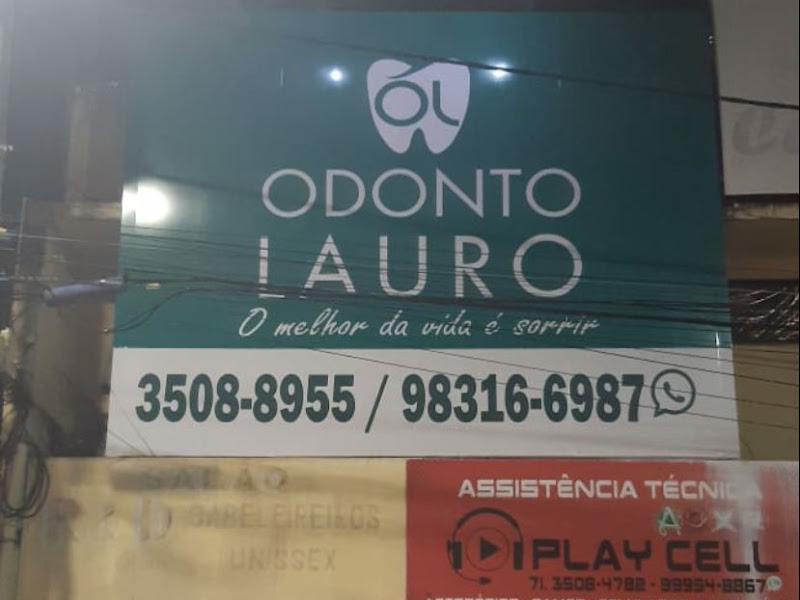 OL
ODONTO
LAURO
O melhor da vida é sorrir
3508-8955 / 98316-6987
SALÃO
CABELEIREIROS
UNISSEX
ASSISTÊNCIA TÉCNICA
PLAY CELL
71. 3508-4782 - 99954-8867